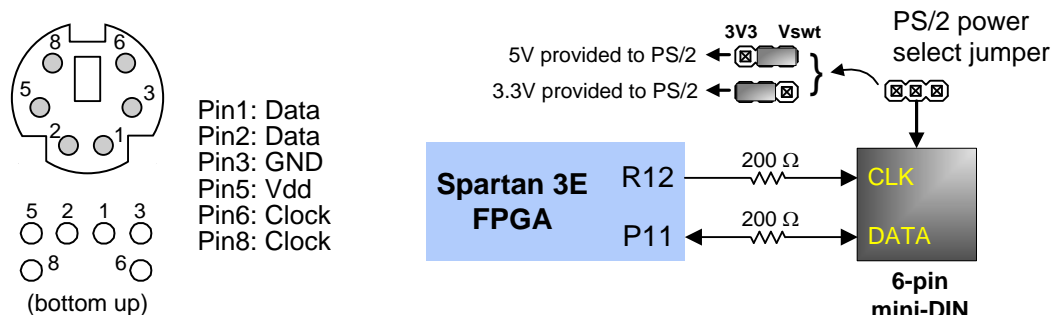 8 6
5 3
2 1
5 2 1 3
8 6
(bottom up)
Pin1: Data
Pin2: Data
Pin3: GND
Pin5: Vdd
Pin6: Clock
Pin8: Clock
3V3 Vswt
5V provided to PS/2
3.3V provided to PS/2
}
PS/2 power
select jumper
Spartan 3E
FPGA
R12
P11
200 Ω
200 Ω
CLK
DATA
6-pin
mini-DIN